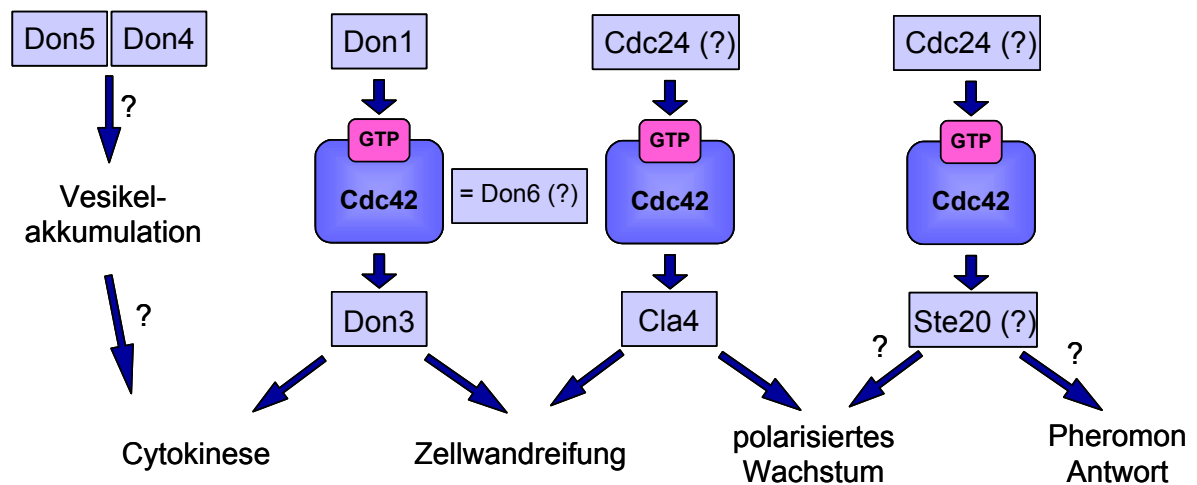 Don5 Don4 Don1 Cdc24 (?) Cdc24 (?)
?
GTP GTP GTP
Vesikel-
akkumulation
Cdc42 = Don6 (?) Cdc42 Cdc42
?
Don3 Cla4 Ste20 (?)
? ?
Cytokinese Zellwandreifung
polarisiertes
Wachstum
Pheromon
Antwort